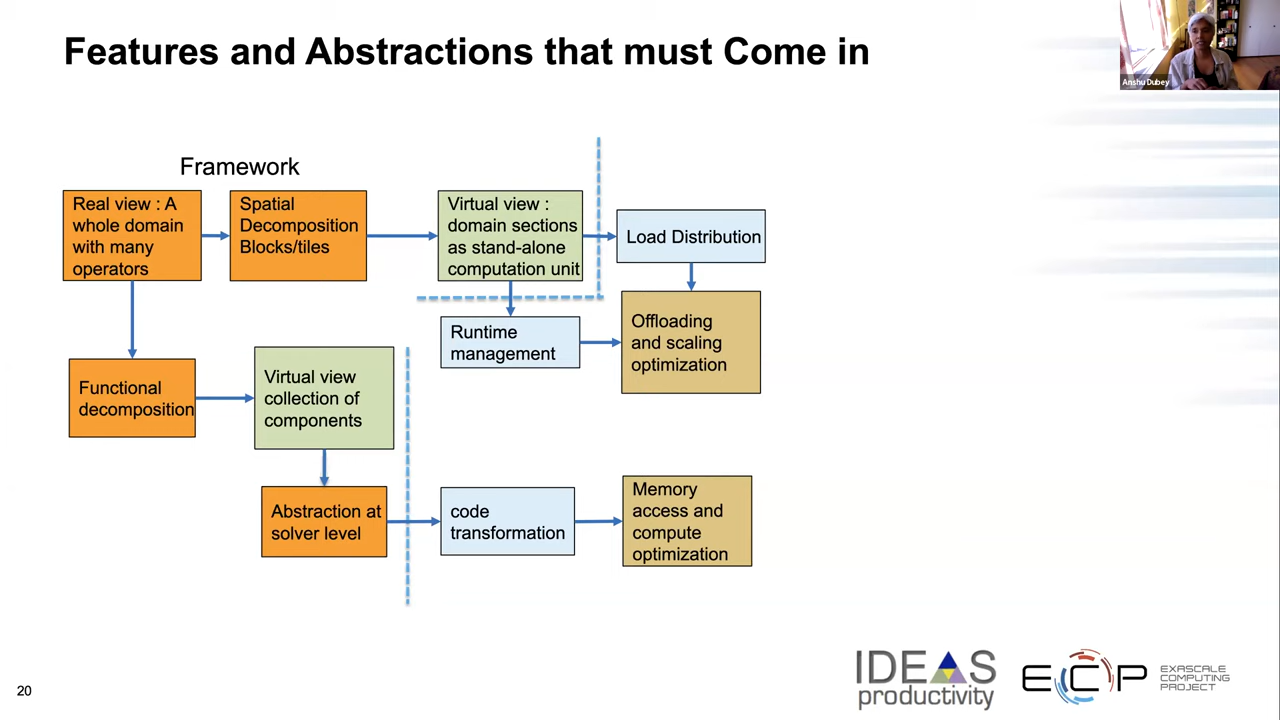 Features and Abstractions that must Come in
Anshu Dubey
Framework
Real view : A
whole domain
with many
operators
Spatial
Decomposition
Blocks/tiles
Virtual view :
domain sections
as stand-alone
computation unit
Load Distribution
Runtime
management
Offloading
and scaling
optimization
Functional
decomposition
Virtual view
collection of
components
Abstraction at
solver level
code
transformation
Memory
access and
compute
optimization
20
IDEAS
productivity
ECP
EXASCALE
COMPUTING
PROJECT